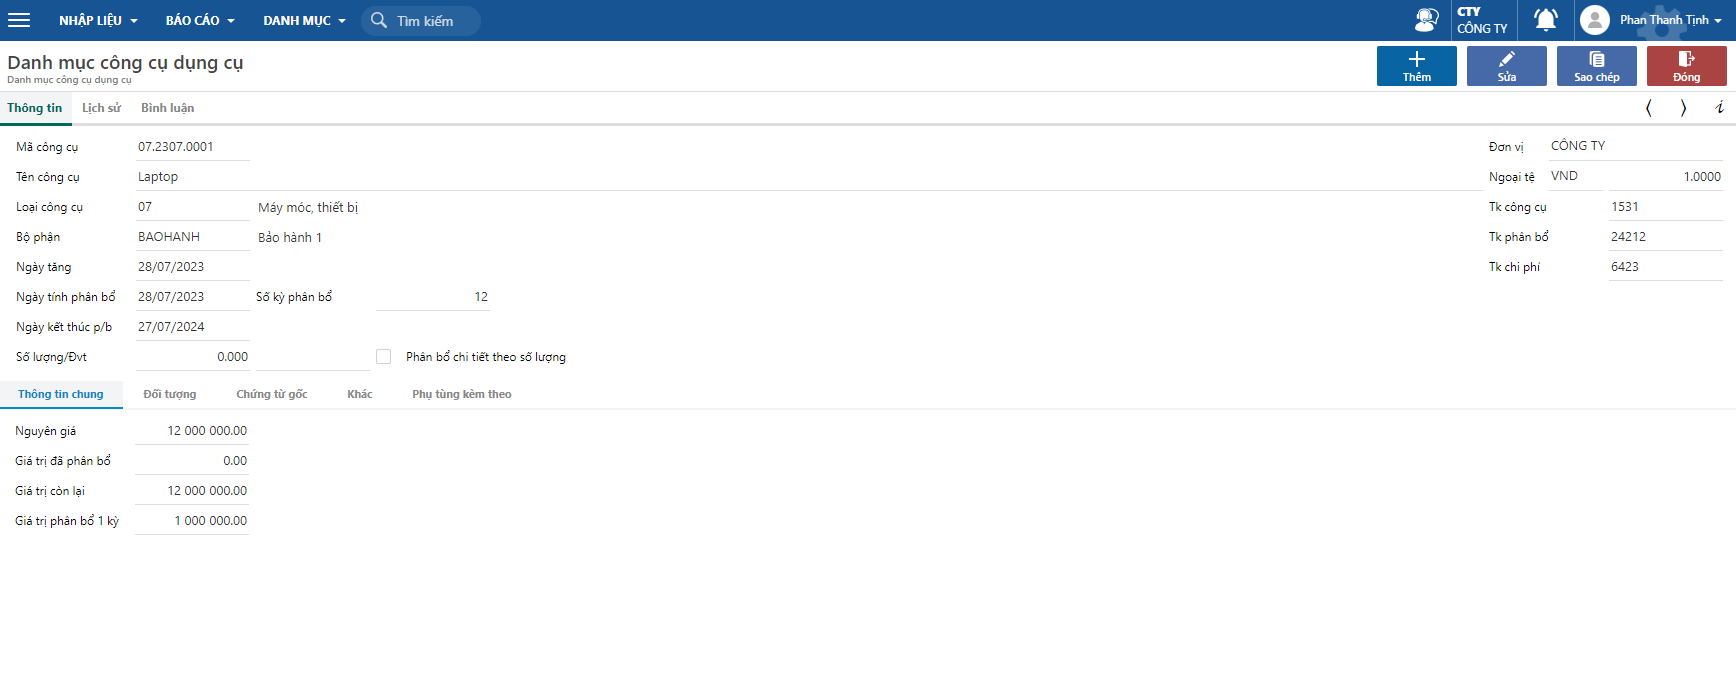 NHẬP LIỆU BÁO CÁO DANH MỤC Tìm kiếm CTY Phan Thanh Tịnh
CÔNG TY
Danh mục công cụ dụng cụ
Danh mục công cụ dụng cụ
Thêm Sửa Sao chép Đóng
Thông tin Lịch sử Bình luận i
Mã công cụ 07.2307.0001 Đơn vị CÔNG TY
Tên công cụ Laptop Ngoại tệ VND 1.0000
Loại công cụ 07 Máy móc, thiết bị Tk công cụ 1531
Bộ phận BAOHANH Bảo hành 1 Tk phân bổ 24212
Ngày tăng 28/07/2023 Tk chi phí 6423
Ngày tính phân bổ 28/07/2023 Số kỳ phân bổ 12
Ngày kết thúc p/b 27/07/2024
Số lượng/Đvt 0.000 Phân bổ chi tiết theo số lượng
Thông tin chung Đối tượng Chứng từ gốc Khác Phụ tùng kèm theo
Nguyên giá 12 000 000.00
Giá trị đã phân bổ 0.00
Giá trị còn lại 12 000 000.00
Giá trị phân bổ 1 kỳ 1 000 000.00